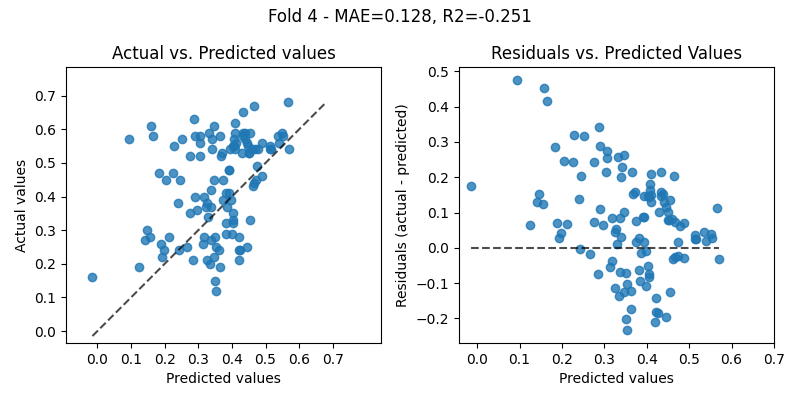 Fold 4 - MAE=0.128, R2=-0.251
Actual vs. Predicted values
Actual values
0.7
0.6
0.5
0.4
0.3
0.2
0.1
0.0
0.0 0.1 0.2 0.3 0.4 0.5 0.6 0.7
Predicted values
Residuals vs. Predicted Values
Residuals (actual - predicted)
0.5
0.4
0.3
0.2
0.1
0.0
−0.1
−0.2
0.0 0.1 0.2 0.3 0.4 0.5 0.6 0.7
Predicted values